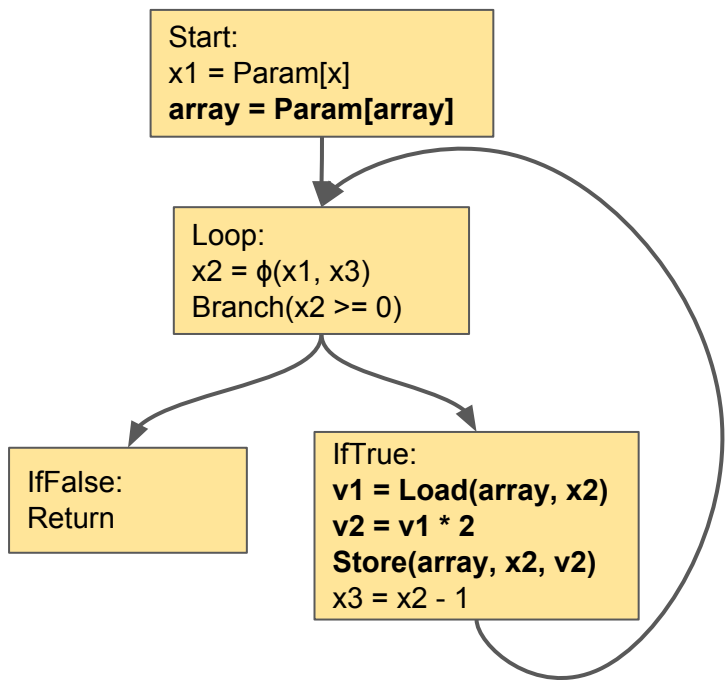 Start:
x1 = Param[x]
array = Param[array]
Loop:
x2 = ϕ(x1, x3)
Branch(x2 >= 0)
IfFalse:
Return
IfTrue:
v1 = Load(array, x2)
v2 = v1 * 2
Store(array, x2, v2)
x3 = x2 - 1